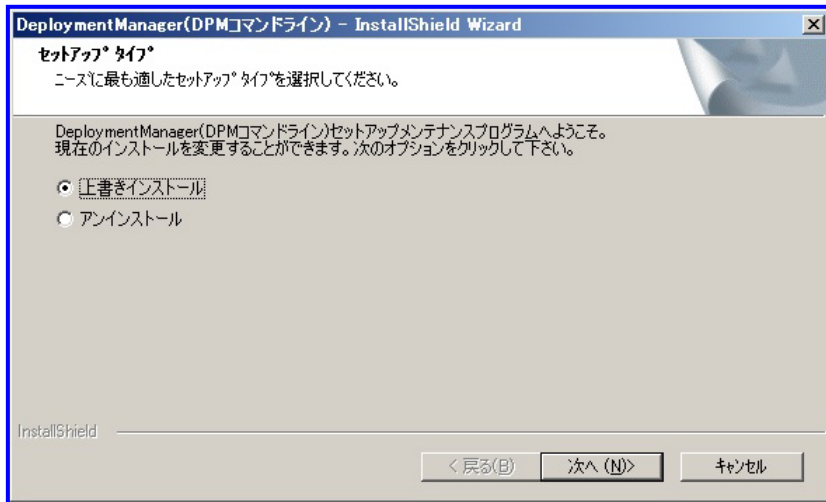 DeploymentManager(DPMコマンドライン) - InstallShield Wizard
セットアップ タイプ
ニーズに最も適したセットアップ タイプを選択してください。
DeploymentManager(DPMコマンドライン)セットアップメンテナンスプログラムへようこそ。
現在のインストールを変更することができます。次のオプションをクリックして下さい。
上書きインストール
アンインストール
InstallShield
< 戻る(B)
次へ (N)>
キャンセル